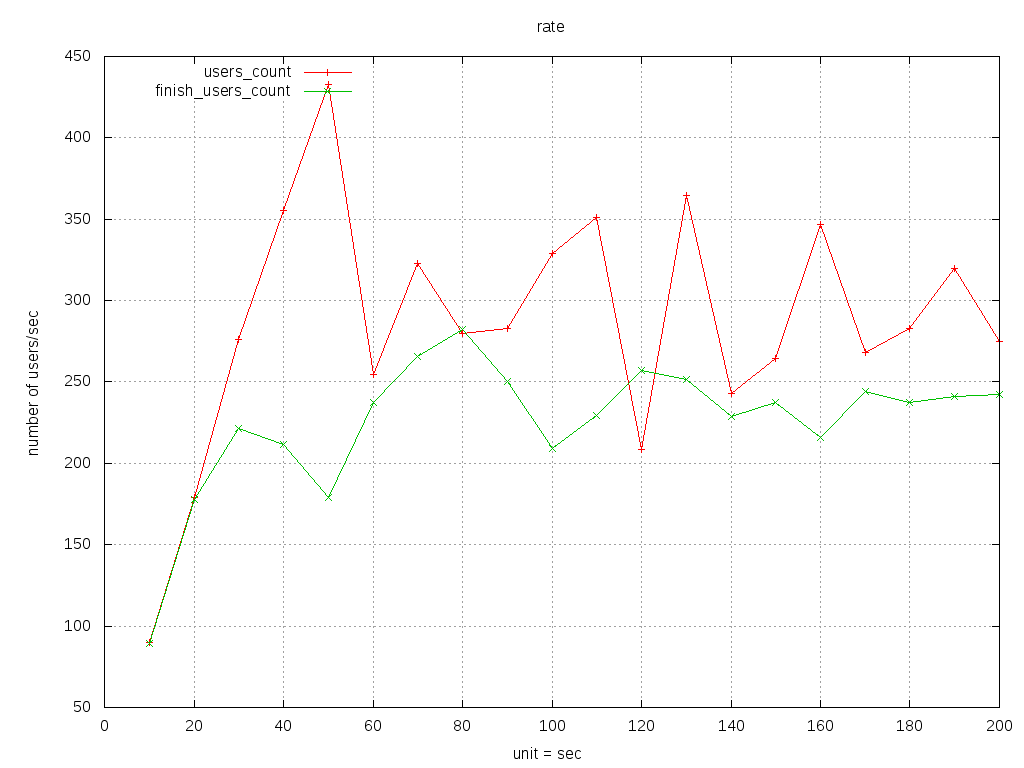 rate
450
users_count
finish_users_count
400
350
300
250
200
150
100
50
number of users/sec
0 20 40 60 80 100 120 140 160 180 200
unit = sec